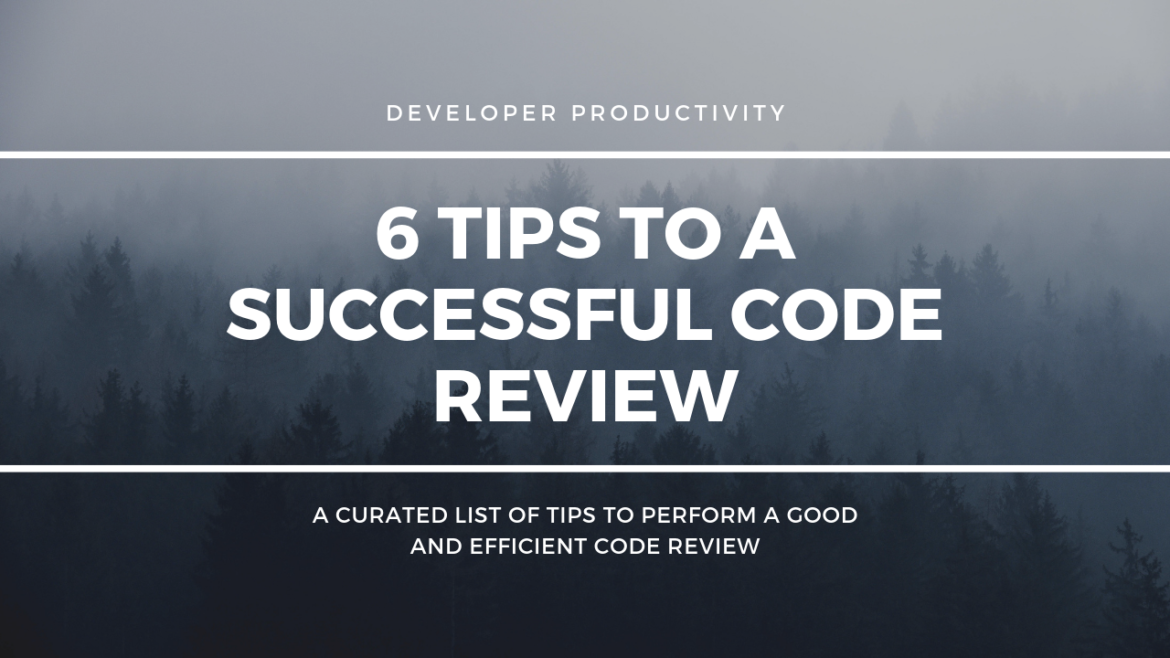 DEVELOPER PRODUCTIVITY
6 TIPS TO A
SUCCESSFUL CODE
REVIEW
A CURATED LIST OF TIPS TO PERFORM A GOOD
AND EFFICIENT CODE REVIEW